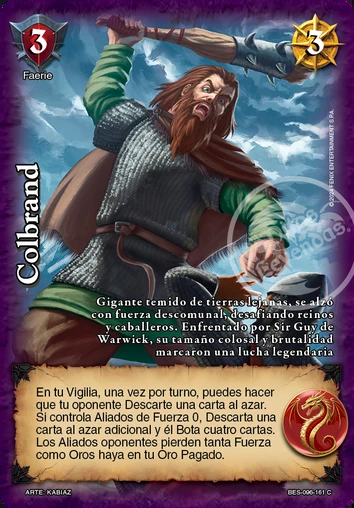 3
3
Faerie
Colbrand
© 2024 FENIX ENTERTAINMENT S.P.A.
Gigante temido de tierras lejanas, se alzó
con fuerza descomunal, desafiando reinos
y caballeros. Enfrentado por Sir Guy de
Warwick, su tamaño colosal y brutalidad
marcaron una lucha legendaria
En tu Vigilia, una vez por turno, puedes hacer
que tu oponente Descarte una carta al azar.
Si controla Aliados de Fuerza 0, Descarta una
carta al azar adicional y él Bota cuatro cartas.
Los Aliados oponentes pierden tanta Fuerza
como Oros haya en tu Oro Pagado.
ARTE: KABIAZ
BES-096-161 C